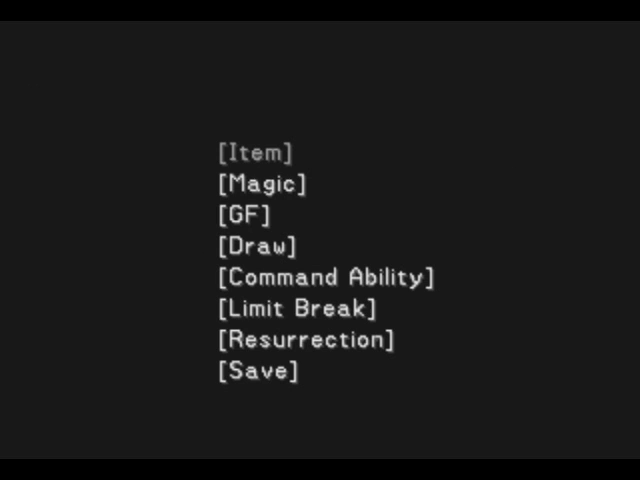 [Item]
[Magic]
[GF]
[Draw]
[Command Ability]
[Limit Break]
[Resurrection]
[Save]